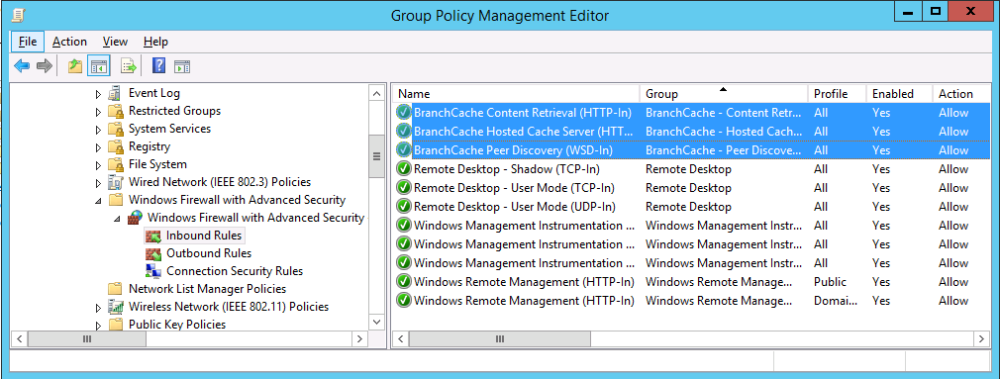 Group Policy Management Editor
File Action View Help
Event Log
Restricted Groups
System Services
Registry
File System
Wired Network (IEEE 802.3) Policies
Windows Firewall with Advanced Security
Windows Firewall with Advanced Security
Inbound Rules
Outbound Rules
Connection Security Rules
Network List Manager Policies
Wireless Network (IEEE 802.11) Policies
Public Key Policies
Name Group Profile Enabled Action
BranchCache Content Retrieval (HTTP-In) BranchCache - Content Retr... All Yes Allow
BranchCache Hosted Cache Server (HTT... BranchCache - Hosted Cach... All Yes Allow
BranchCache Peer Discovery (WSD-In) BranchCache - Peer Discove... All Yes Allow
Remote Desktop - Shadow (TCP-In) Remote Desktop All Yes Allow
Remote Desktop - User Mode (TCP-In) Remote Desktop All Yes Allow
Remote Desktop - User Mode (UDP-In) Remote Desktop All Yes Allow
Windows Management Instrumentation ... Windows Management Instr... All Yes Allow
Windows Management Instrumentation ... Windows Management Instr... All Yes Allow
Windows Management Instrumentation ... Windows Management Instr... All Yes Allow
Windows Remote Management (HTTP-In) Windows Remote Manage... Public Yes Allow
Windows Remote Management (HTTP-In) Windows Remote Manage... Domai... Yes Allow